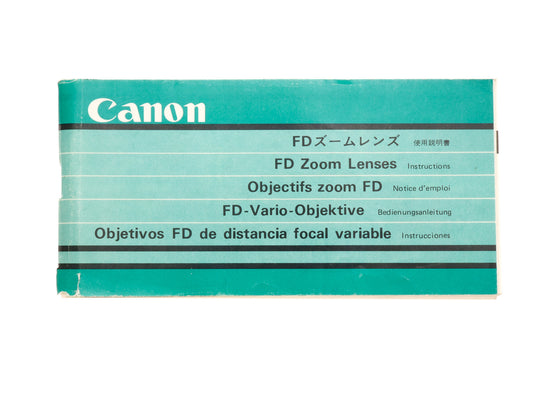 Canon
FDズームレンズ 使用説明書
FD Zoom Lenses Instructions
Objectifs zoom FD Notice d'emploi
FD-Vario-Objektive Bedienungsanleitung
Objetivos FD de distancia focal variable Instrucciones